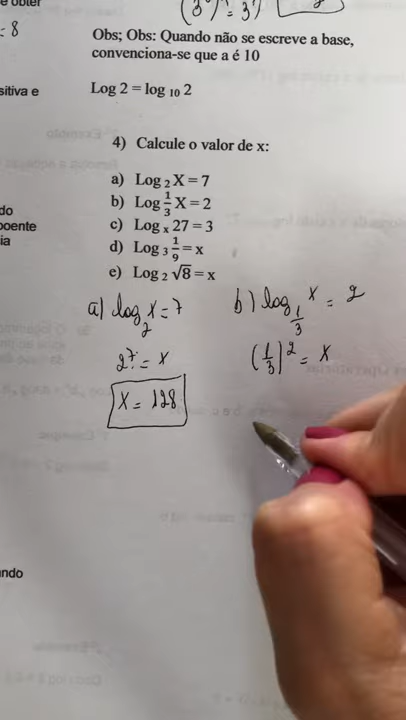 e obter
= 8
Obs; Obs: Quando não se escreve a base,
convenciona-se que a é 10
sitiva e
Log 2 = log 10 2
4) Calcule o valor de x:
a) Log 2 X = 7
do
b) Log 1/3 X = 2
poente
c) Log x 27 = 3
ia
d) Log 3 1/9 = x
e) Log 2 √8 = x
a) log 2 x = 7
b) log 1/3 x = 2
2⁷ = x
(1/3)² = x
x = 128
ndo